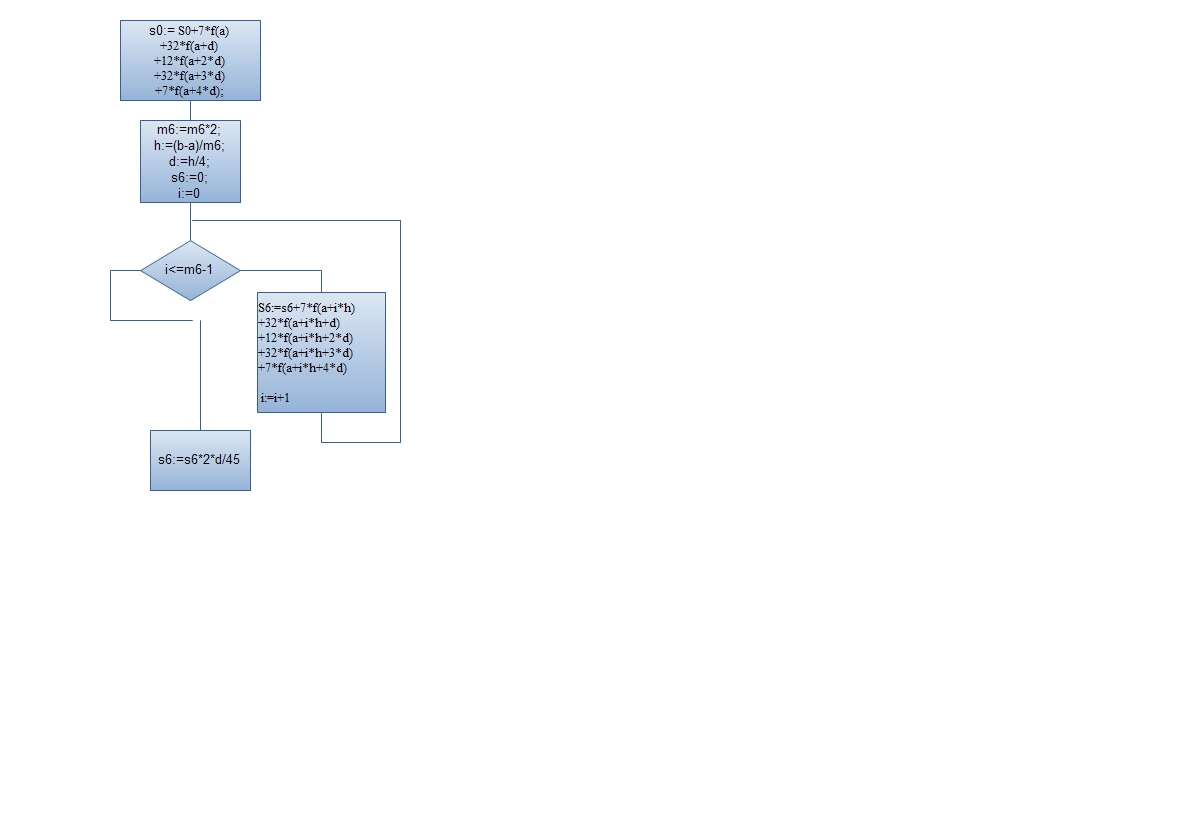 s0:= S0+7*f(a)
+32*f(a+d)
+12*f(a+2*d)
+32*f(a+3*d)
+7*f(a+4*d);
m6:=m6*2;
h:=(b-a)/m6;
d:=h/4;
s6:=0;
i:=0
i<=m6-1
S6:=s6+7*f(a+i*h)
+32*f(a+i*h+d)
+12*f(a+i*h+2*d)
+32*f(a+i*h+3*d)
+7*f(a+i*h+4*d)
i:=i+1
s6:=s6*2*d/45